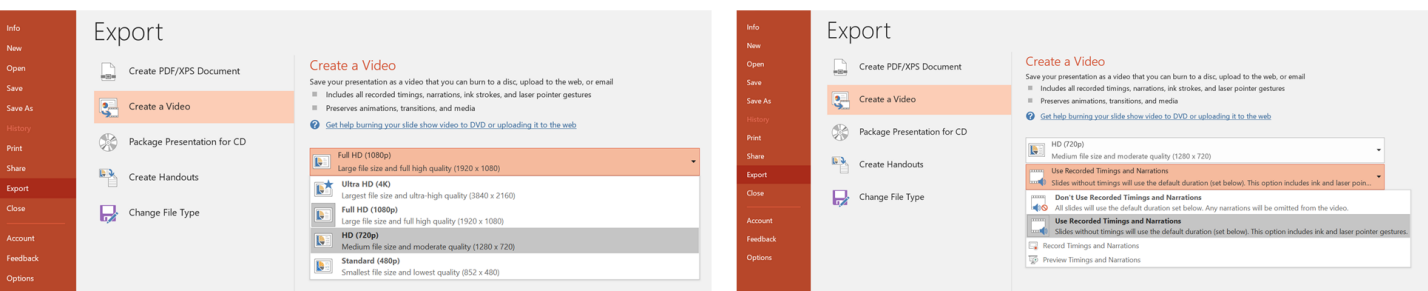 Info
New
Open
Save
Save As
History
Print
Share
Export
Close
Account
Feedback
Options
Export
Create PDF/XPS Document
Create a Video
Package Presentation for CD
Create Handouts
Change File Type
Create a Video
Save your presentation as a video that you can burn to a disc, upload to the web, or email
Includes all recorded timings, narrations, ink strokes, and laser pointer gestures
Preserves animations, transitions, and media
Get help burning your slide show video to DVD or uploading it to the web
Full HD (1080p)
Large file size and full high quality (1920 x 1080)
Ultra HD (4K)
Largest file size and ultra-high quality (3840 x 2160)
Full HD (1080p)
Large file size and full high quality (1920 x 1080)
HD (720p)
Medium file size and moderate quality (1280 x 720)
Standard (480p)
Smallest file size and lowest quality (852 x 480)
Info
New
Open
Save
Save As
History
Print
Share
Export
Close
Account
Feedback
Options
Export
Create PDF/XPS Document
Create a Video
Package Presentation for CD
Create Handouts
Change File Type
Create a Video
Save your presentation as a video that you can burn to a disc, upload to the web, or email
Includes all recorded timings, narrations, ink strokes, and laser pointer gestures
Preserves animations, transitions, and media
Get help burning your slide show video to DVD or uploading it to the web
HD (720p)
Medium file size and moderate quality (1280 x 720)
Use Recorded Timings and Narrations
Slides without timings will use the default duration (set below). This option includes ink and laser poin...
Don't Use Recorded Timings and Narrations
All slides will use the default duration set below. Any narrations will be omitted from the video.
Use Recorded Timings and Narrations
Slides without timings will use the default duration (set below). This option includes ink and laser pointer gestures.
Record Timings and Narrations
Preview Timings and Narrations